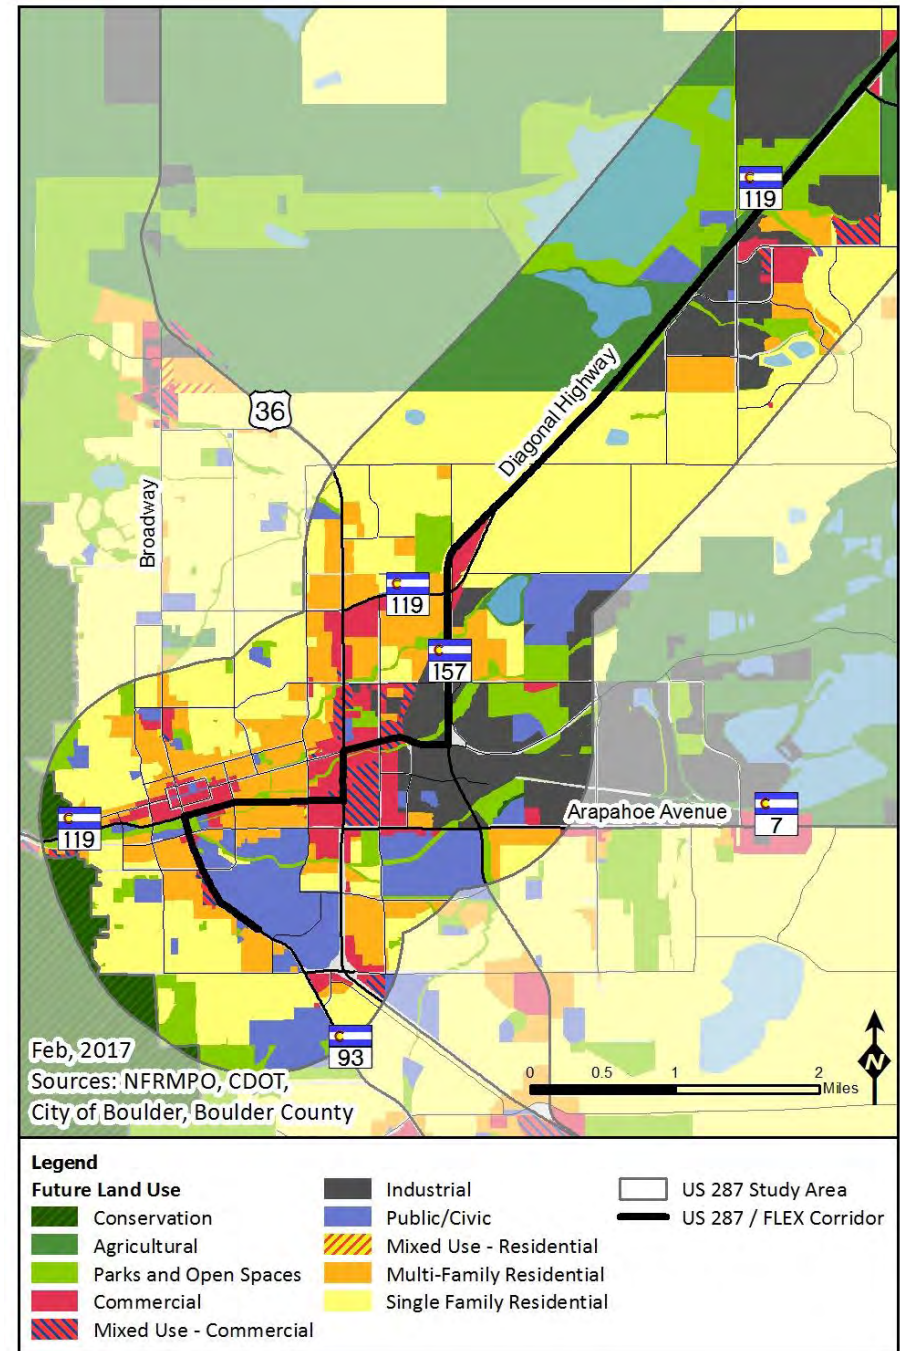 119
Diagonal Highway
36
Broadway
119
157
Arapahoe Avenue
7
119
93
Feb, 2017
Sources: NFRMPO, CDOT,
City of Boulder, Boulder County
N
0 0.5 1 2
Miles
Legend
Future Land Use
Conservation
Agricultural
Parks and Open Spaces
Commercial
Mixed Use - Commercial
Industrial
Public/Civic
Mixed Use - Residential
Multi-Family Residential
Single Family Residential
US 287 Study Area
US 287 / FLEX Corridor